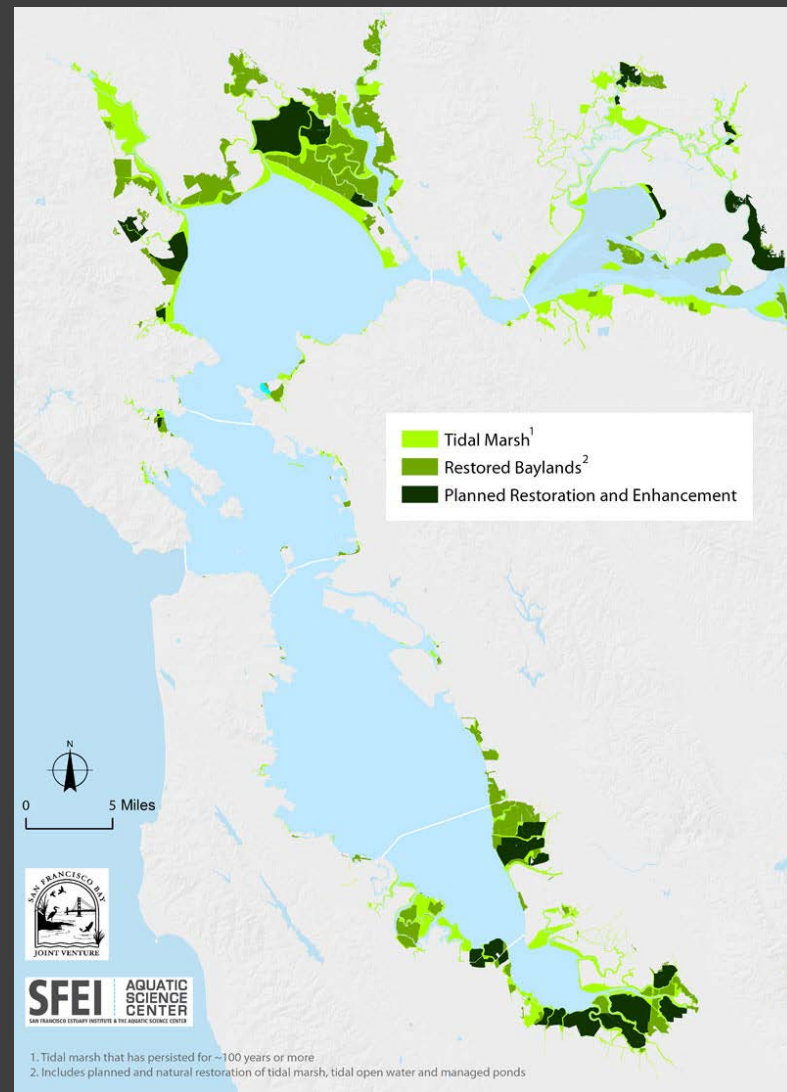 Tidal Marsh1
Restored Baylands2
Planned Restoration and Enhancement
N
0 5 Miles
SAN FRANCISCO BAY
JOINT VENTURE
SFEI AQUATIC
SCIENCE
CENTER
SAN FRANCISCO ESTUARY INSTITUTE & THE AQUATIC SCIENCE CENTER
1. Tidal marsh that has persisted for ~100 years or more
2. Includes planned and natural restoration of tidal marsh, tidal open water and managed ponds